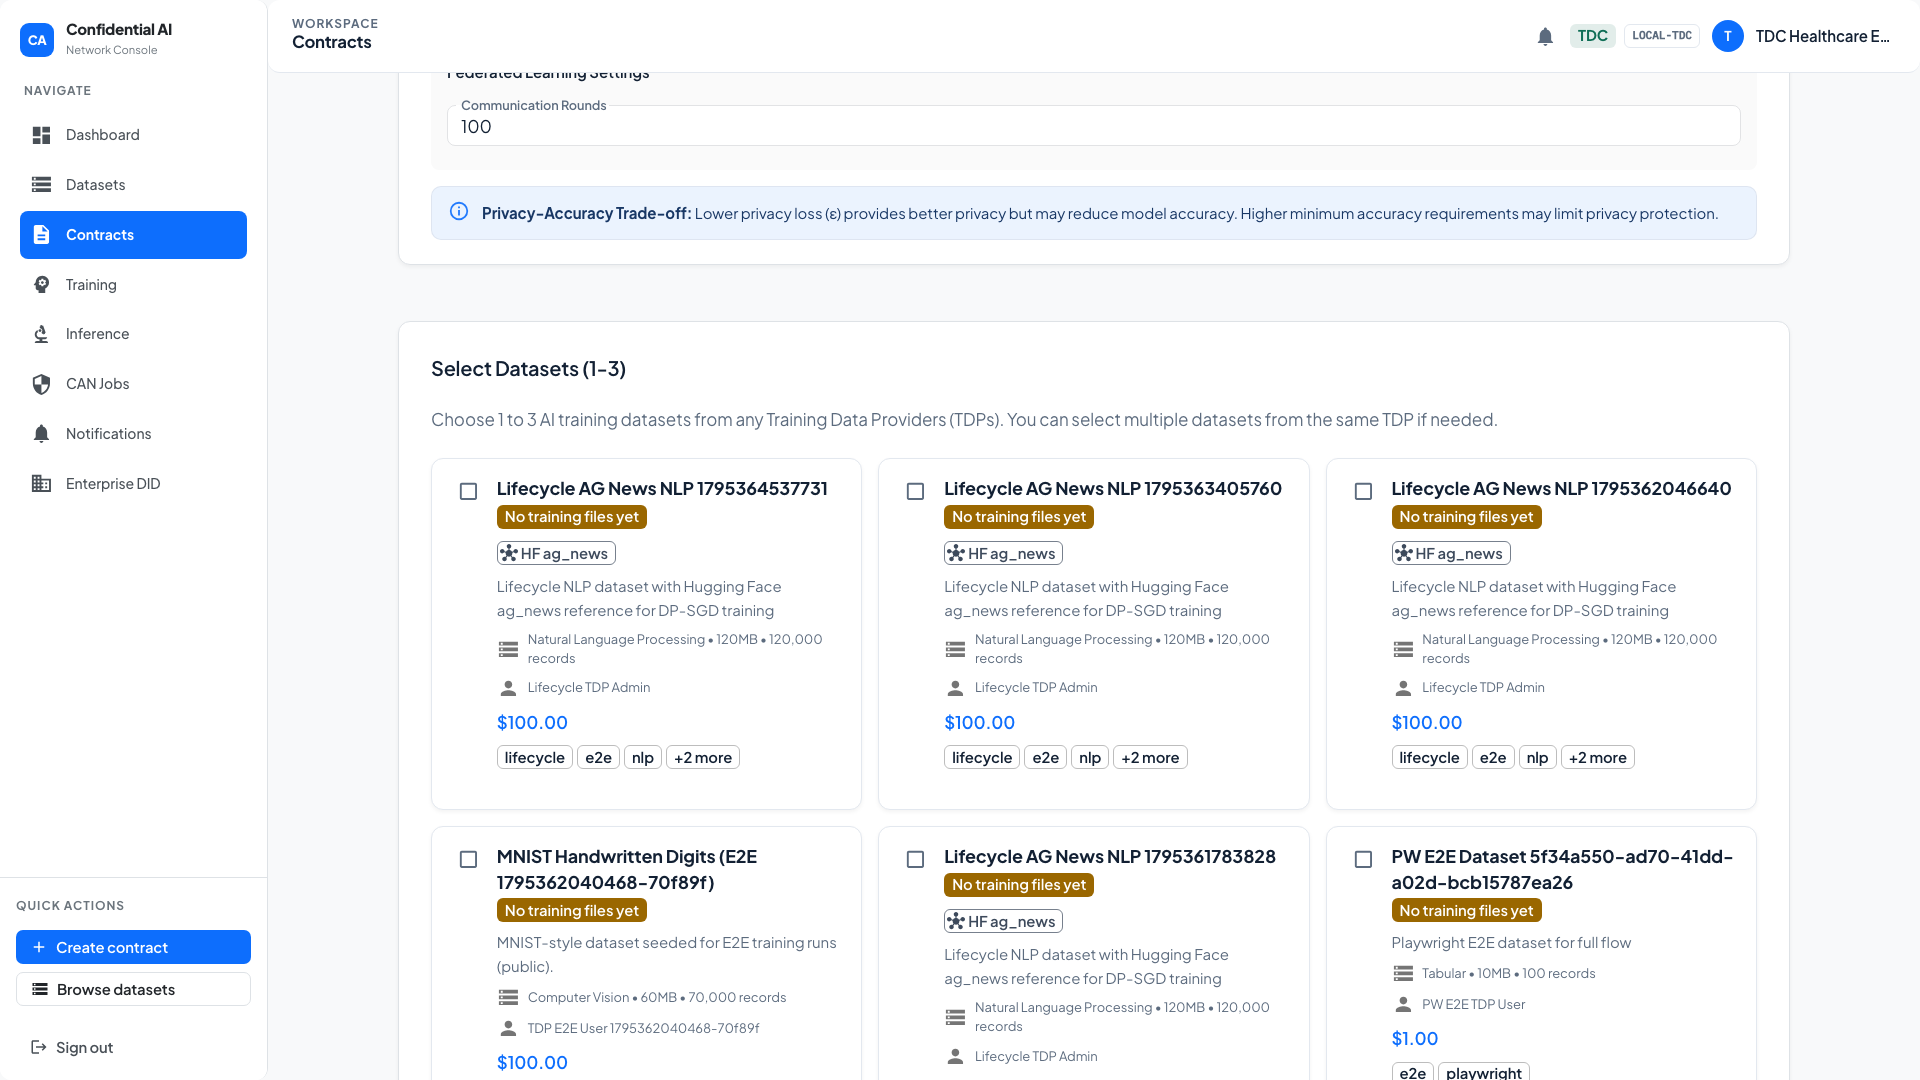 CA
Confidential AI
Network Console
NAVIGATE
Dashboard
Datasets
Contracts
Training
Inference
CAN Jobs
Notifications
Enterprise DID
QUICK ACTIONS
Create contract
Browse datasets
Sign out
WORKSPACE
Contracts
TDC
LOCAL-TDC
T
TDC Healthcare E...
Federated Learning Settings
Communication Rounds
100
Privacy-Accuracy Trade-off: Lower privacy loss (ε) provides better privacy but may reduce model accuracy. Higher minimum accuracy requirements may limit privacy protection.
Select Datasets (1-3)
Choose 1 to 3 AI training datasets from any Training Data Providers (TDPs). You can select multiple datasets from the same TDP if needed.
Lifecycle AG News NLP 1795364537731
No training files yet
HF ag_news
Lifecycle NLP dataset with Hugging Face
ag_news reference for DP-SGD training
Natural Language Processing • 120MB • 120,000
records
Lifecycle TDP Admin
$100.00
lifecycle e2e nlp +2 more
Lifecycle AG News NLP 1795363405760
No training files yet
HF ag_news
Lifecycle NLP dataset with Hugging Face
ag_news reference for DP-SGD training
Natural Language Processing • 120MB • 120,000
records
Lifecycle TDP Admin
$100.00
lifecycle e2e nlp +2 more
Lifecycle AG News NLP 1795362046640
No training files yet
HF ag_news
Lifecycle NLP dataset with Hugging Face
ag_news reference for DP-SGD training
Natural Language Processing • 120MB • 120,000
records
Lifecycle TDP Admin
$100.00
lifecycle e2e nlp +2 more
MNIST Handwritten Digits (E2E
1795362040468-70f89f)
No training files yet
MNIST-style dataset seeded for E2E training runs
(public).
Computer Vision • 60MB • 70,000 records
TDP E2E User 1795362040468-70f89f
$100.00
Lifecycle AG News NLP 1795361783828
No training files yet
HF ag_news
Lifecycle NLP dataset with Hugging Face
ag_news reference for DP-SGD training
Natural Language Processing • 120MB • 120,000
records
Lifecycle TDP Admin
PW E2E Dataset 5f34a550-ad70-41dd-
a02d-bcb15787ea26
No training files yet
Playwright E2E dataset for full flow
Tabular • 10MB • 100 records
PW E2E TDP User
$1.00
e2e playwright